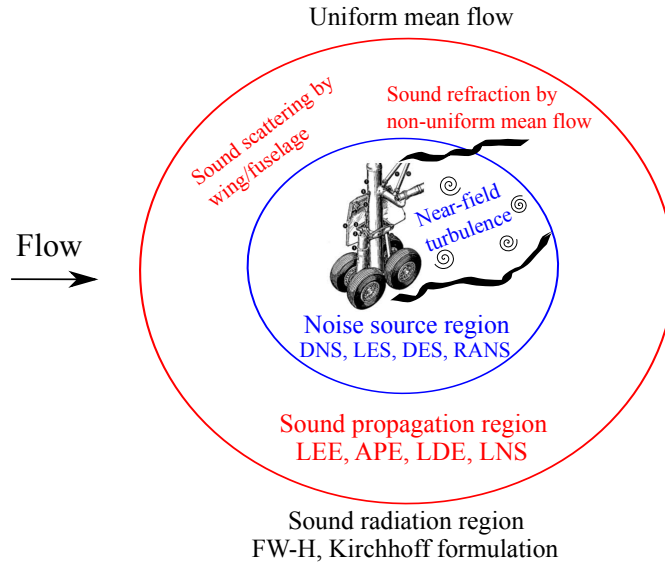 Uniform mean flow
Sound scattering by
wing/fuselage
Sound refraction by
non-uniform mean flow
Near-field
turbulence
Flow
Noise source region
DNS, LES, DES, RANS
Sound propagation region
LEE, APE, LDE, LNS
Sound radiation region
FW-H, Kirchhoff formulation